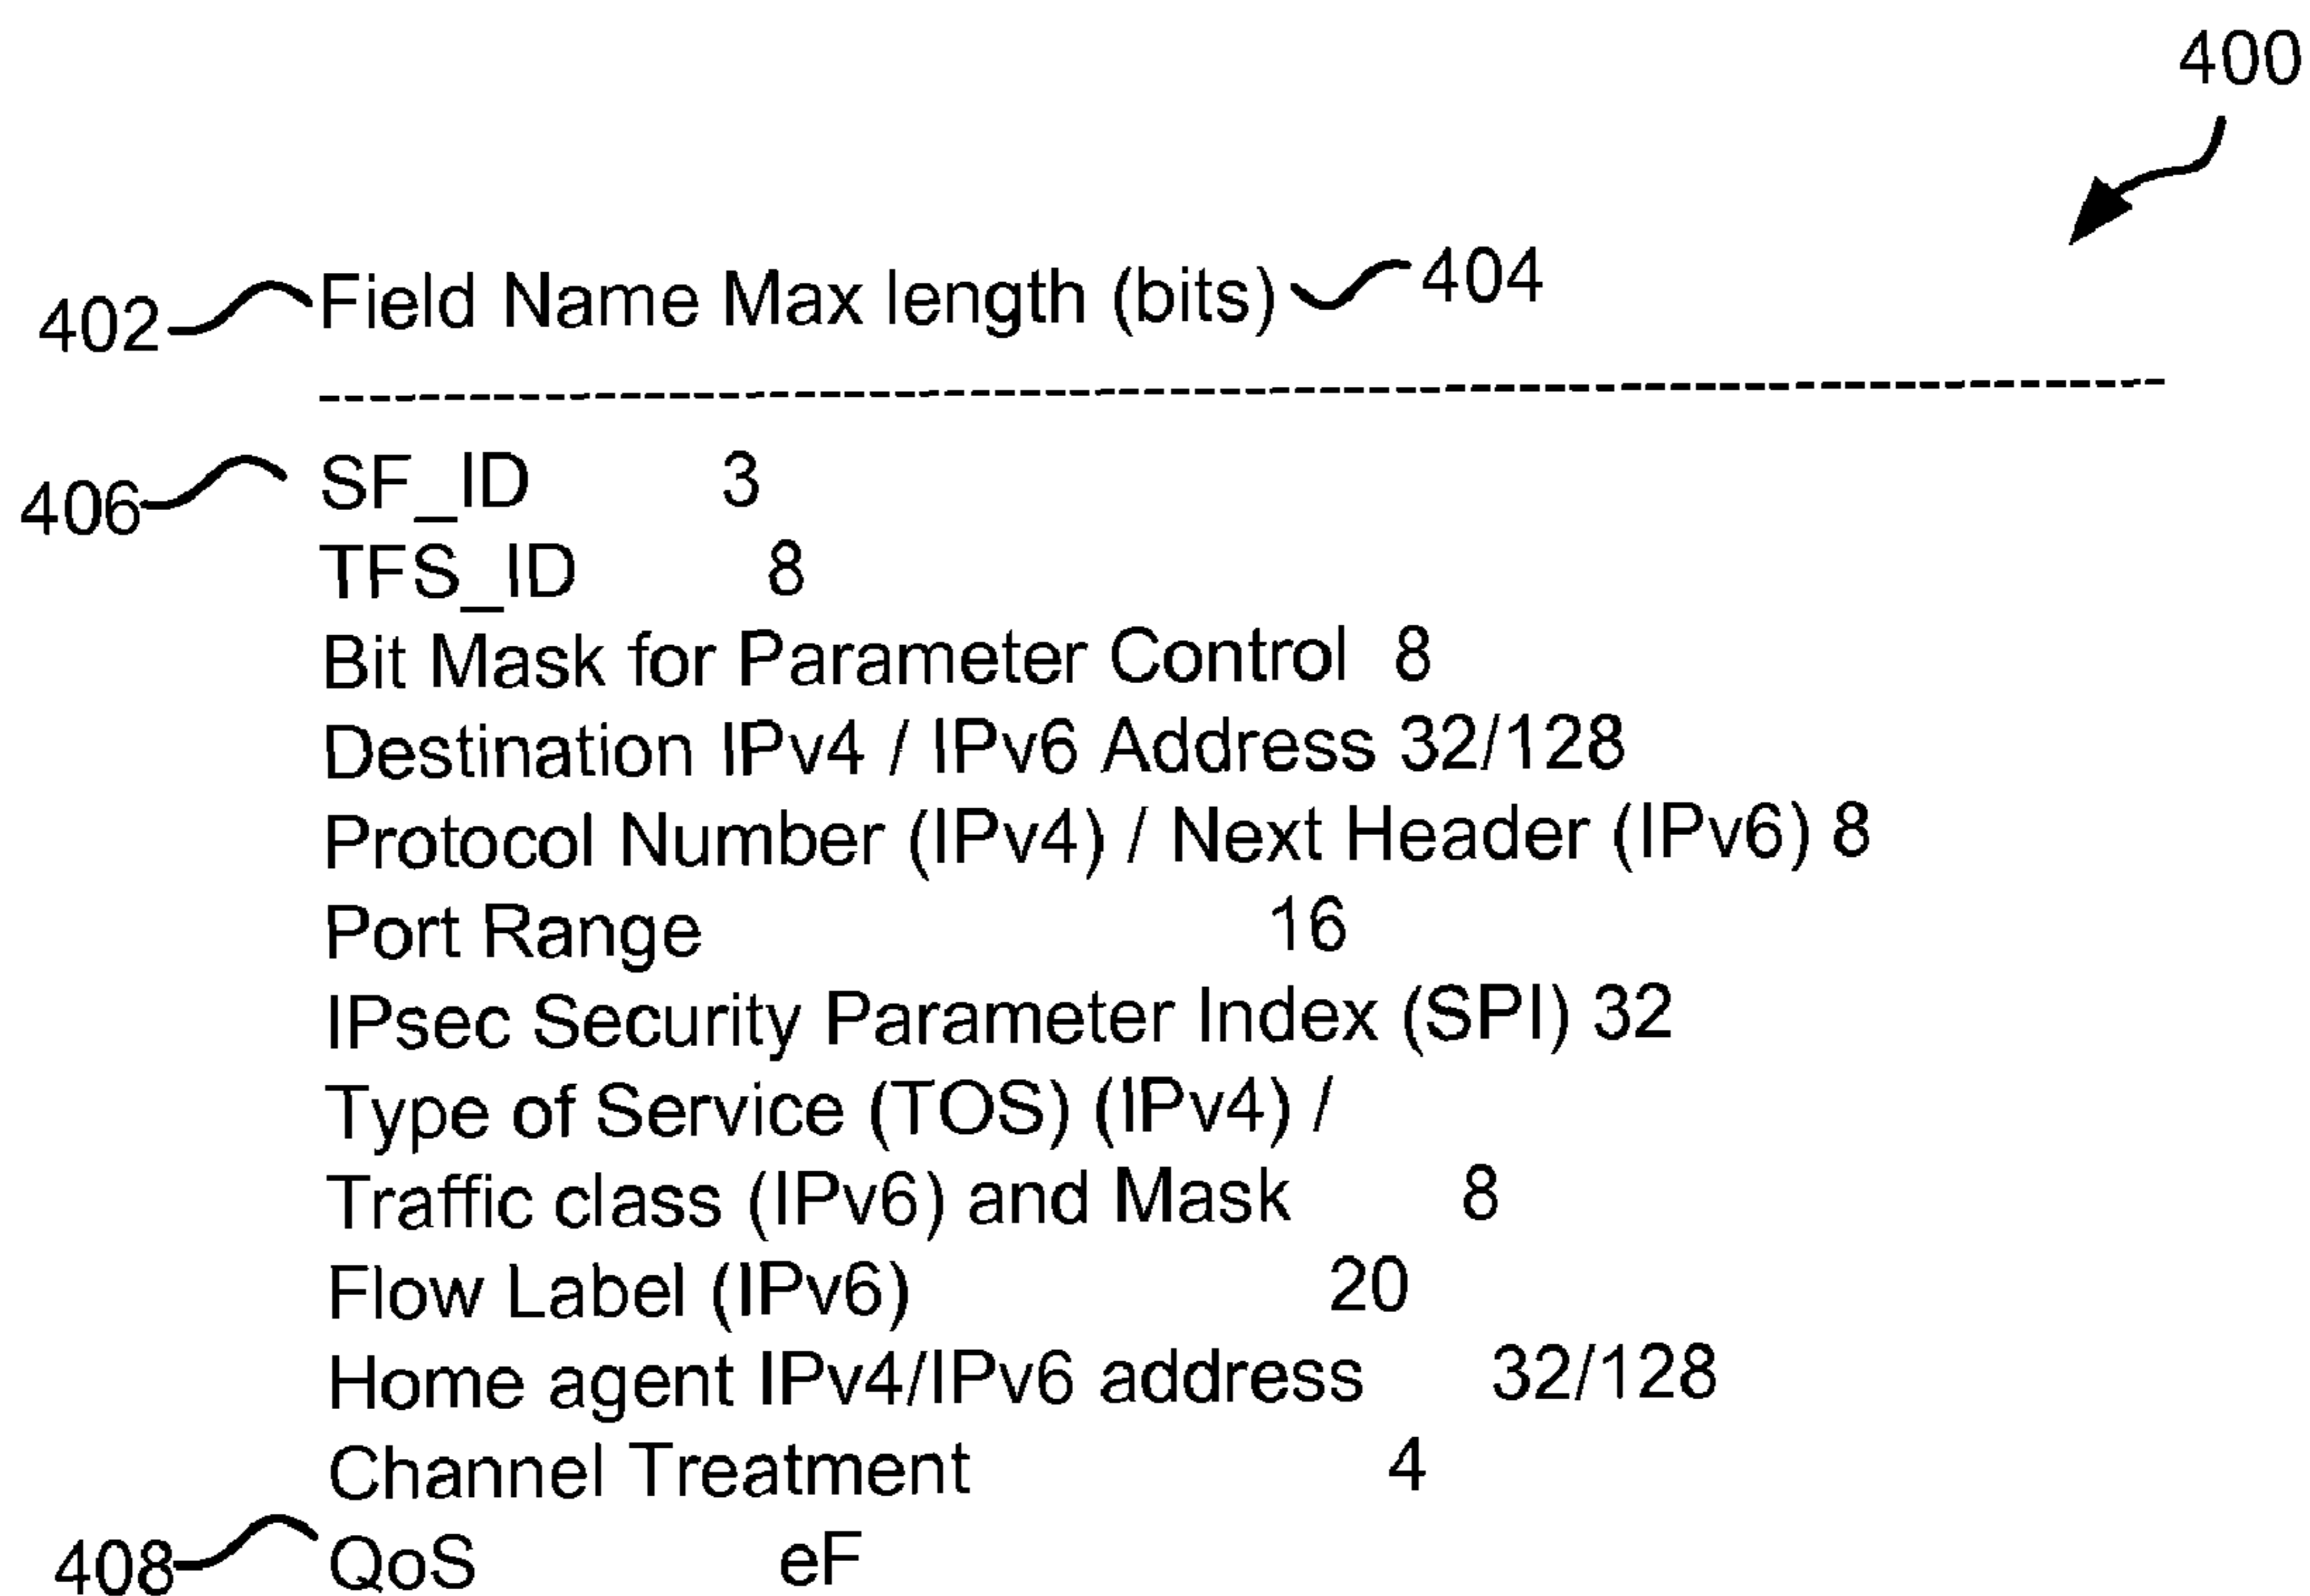 400
402 Field Name Max length (bits) 404
--------------------------------------------------------
406 SF_ID 3
TFS_ID 8
Bit Mask for Parameter Control 8
Destination IPv4 / IPv6 Address 32/128
Protocol Number (IPv4) / Next Header (IPv6) 8
Port Range 16
IPsec Security Parameter Index (SPI) 32
Type of Service (TOS) (IPv4) /
Traffic class (IPv6) and Mask 8
Flow Label (IPv6) 20
Home agent IPv4/IPv6 address 32/128
Channel Treatment 4
408 QoS eF